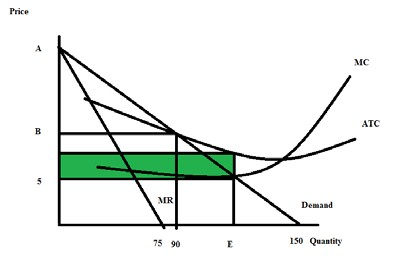 Price
A
MC
ATC
B
5
MR
Demand
75 90 E 150 Quantity